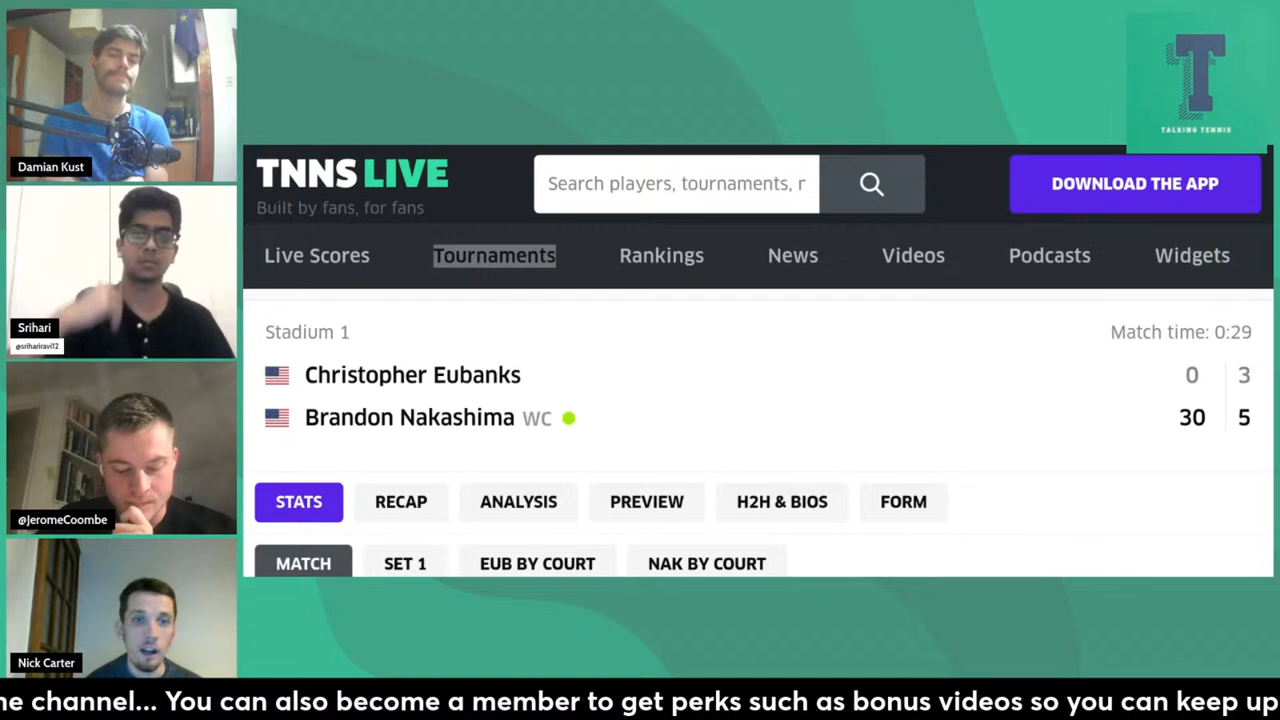 Damian Kust
Srihari
@srihariravi12
@JeromeCoombe
Nick Carter
T
TALKING TENNIS
TNNS LIVE
Built by fans, for fans
Search players, tournaments, r
DOWNLOAD THE APP
Live Scores Tournaments Rankings News Videos Podcasts Widgets
Stadium 1 Match time: 0:29
Christopher Eubanks 0 3
Brandon Nakashima WC 30 5
STATS RECAP ANALYSIS PREVIEW H2H & BIOS FORM
MATCH SET 1 EUB BY COURT NAK BY COURT
ne channel... You can also become a member to get perks such as bonus videos so you can keep up